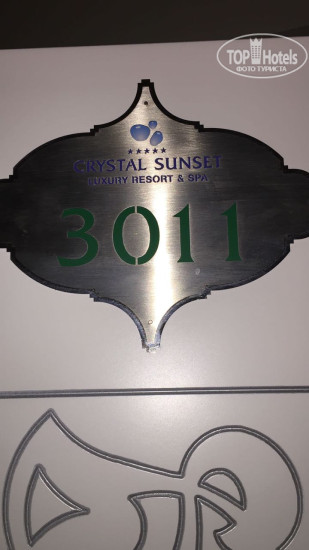 TOP Hotels
ФОТО ТУРИСТА
CRYSTAL SUNSET
LUXURY RESORT & SPA
3011